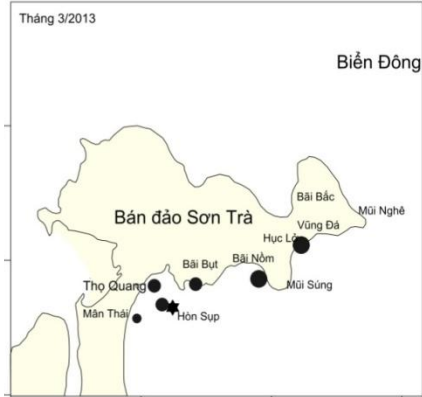 Tháng 3/2013
Biển Đông
Bãi Bắc
Mũi Nghê
Bán đảo Sơn Trà
Vũng Đá
Hục Lở
Bãi Bụt
Bãi Nồm
Thọ Quang
Mũi Súng
Mân Thái
Hòn Sụp